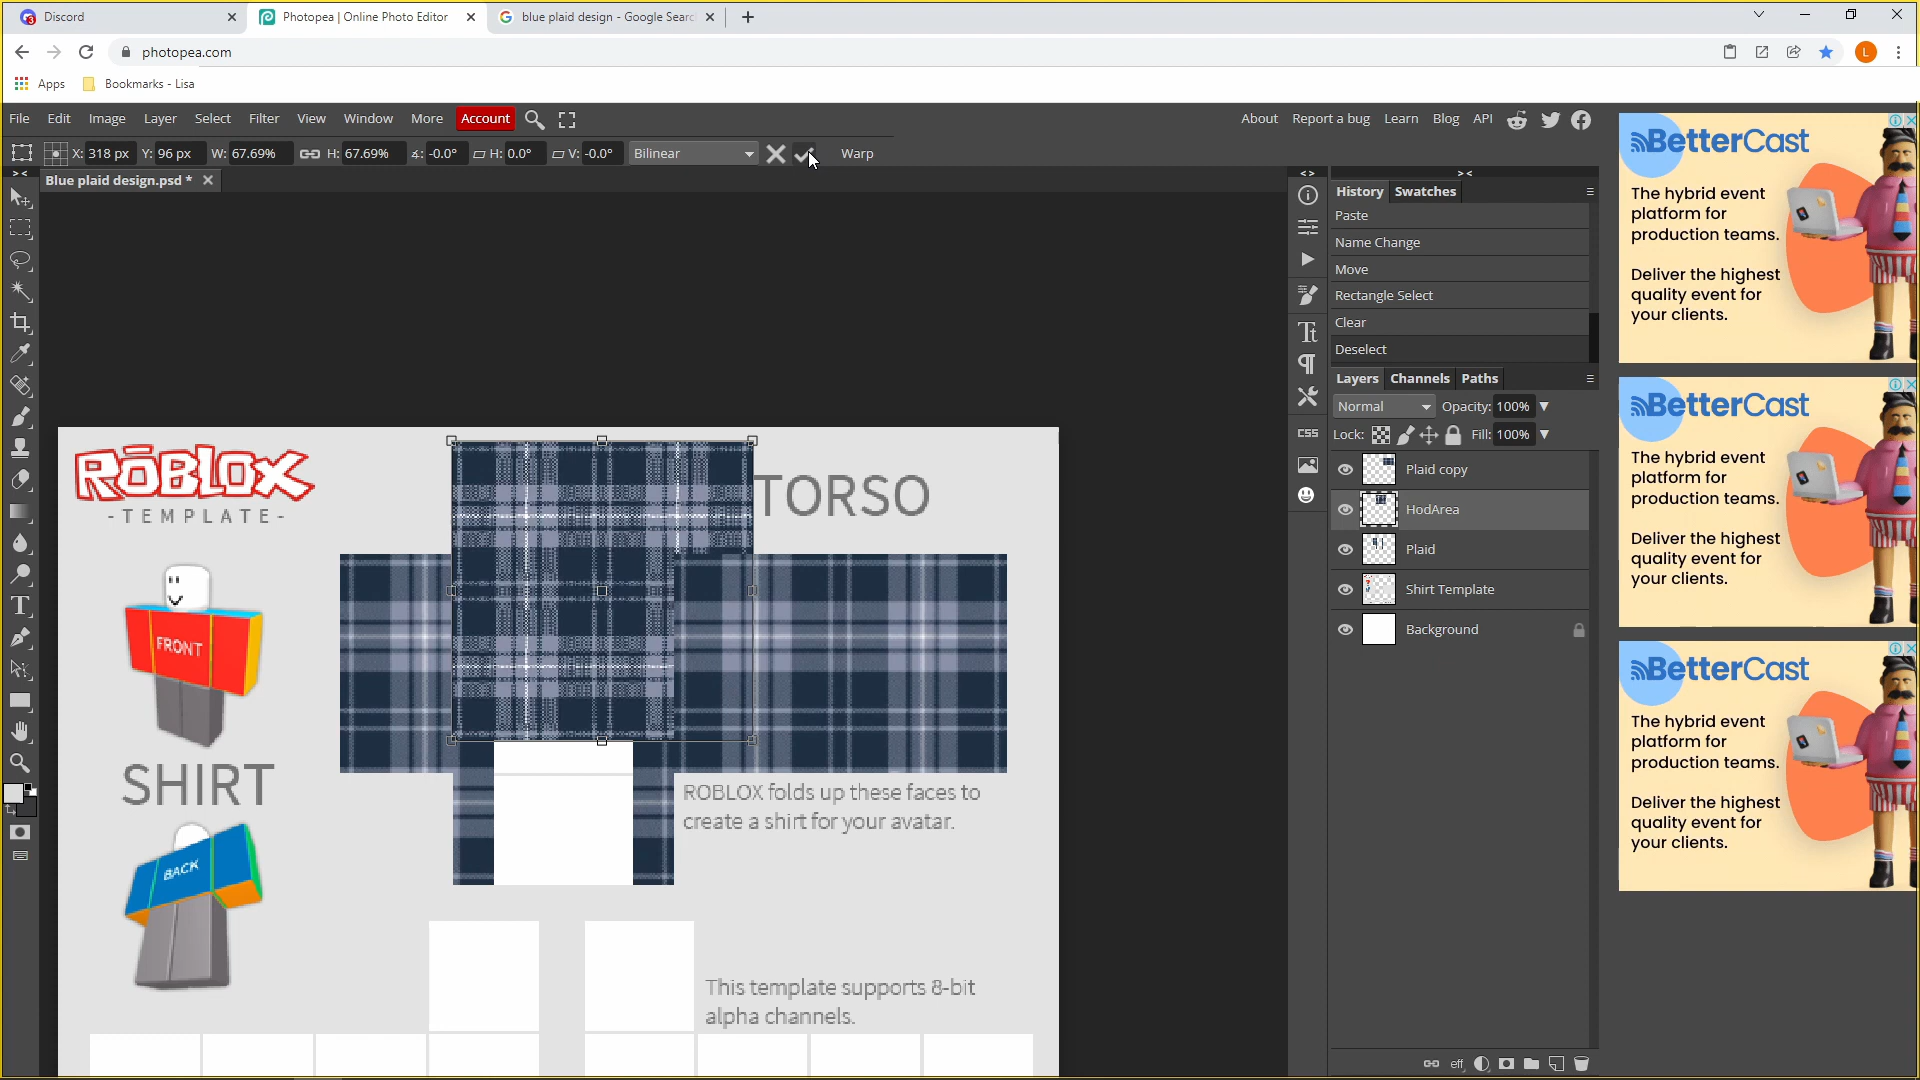 Discord
Photopea | Online Photo Editor
blue plaid design - Google Searc
photopea.com
L
Apps
Bookmarks - Lisa
File Edit Image Layer Select Filter View Window More Account
About Report a bug Learn Blog API
X: 318 px Y: 96 px W: 67.69% H: 67.69% -0.0° H: 0.0° V: -0.0° Bilinear Warp
Blue plaid design.psd *
History Swatches
Paste
Name Change
Move
Rectangle Select
Clear
Deselect
Layers Channels Paths
Normal Opacity: 100%
Lock: Fill: 100%
CSS
Plaid copy
HodArea
Plaid
Shirt Template
Background
eff
ROBLOX
-TEMPLATE-
TORSO
FRONT
SHIRT
BACK
ROBLOX folds up these faces to
create a shirt for your avatar.
This template supports 8-bit
alpha channels.
BetterCast
The hybrid event
platform for
production teams.
Deliver the highest
quality event for
your clients.
BetterCast
The hybrid event
platform for
production teams.
Deliver the highest
quality event for
your clients.
BetterCast
The hybrid event
platform for
production teams.
Deliver the highest
quality event for
your clients.